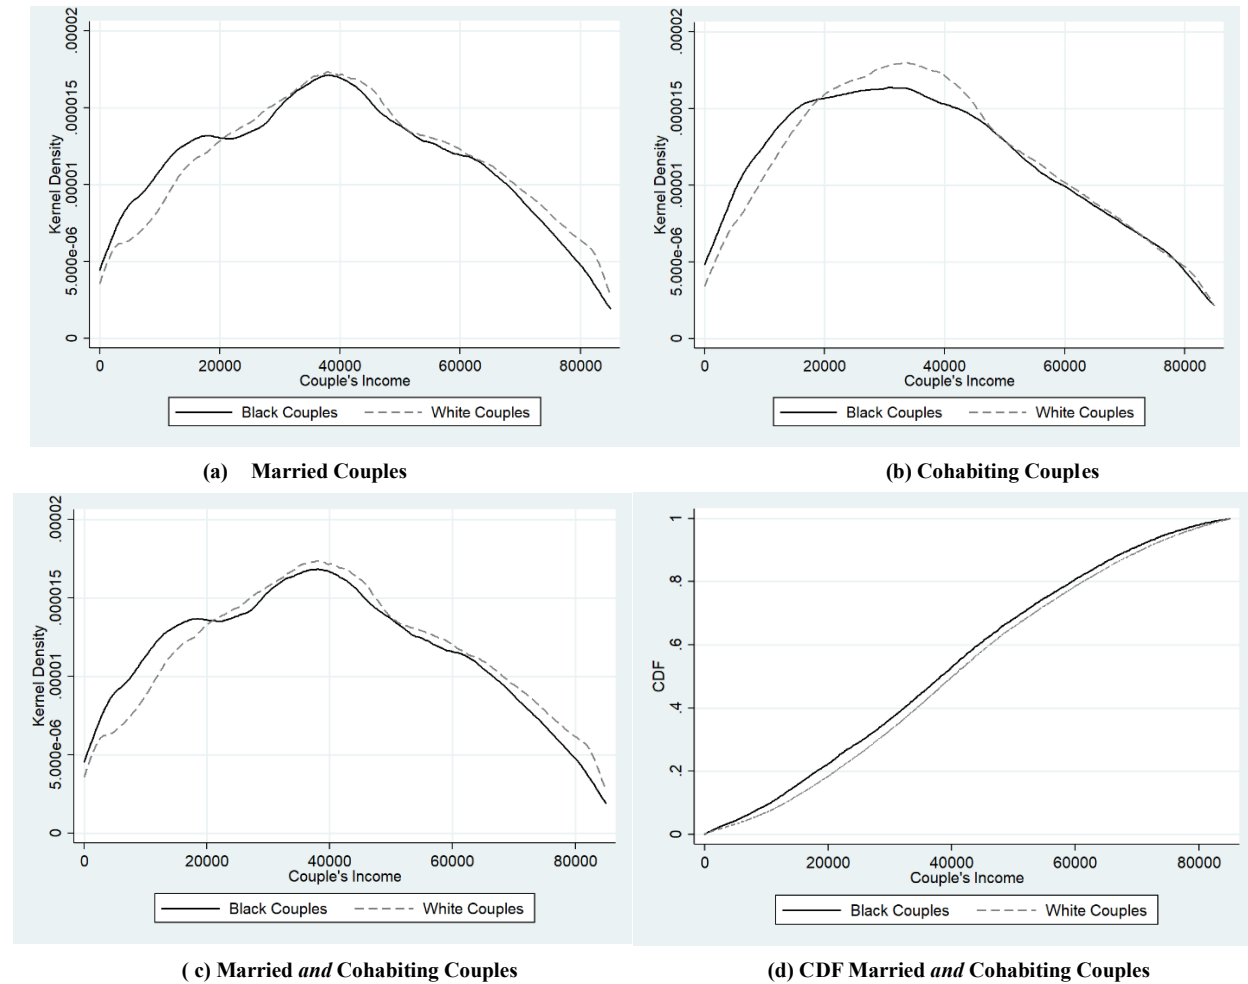 Kernel Density
0 5.000e-06 .00001 .000015 .00002
0 20000 40000 60000 80000
Couple's Income
Black Couples White Couples
(a) Married Couples
Kernel Density
0 5.000e-06 .00001 .000015 .00002
0 20000 40000 60000 80000
Couple's Income
Black Couples White Couples
(b) Cohabiting Couples
Kernel Density
0 5.000e-06 .00001 .000015 .00002
0 20000 40000 60000 80000
Couple's Income
Black Couples White Couples
( c) Married and Cohabiting Couples
CDF
0 .2 .4 .6 .8 1
0 20000 40000 60000 80000
Couple's Income
Black Couples White Couples
(d) CDF Married and Cohabiting Couples